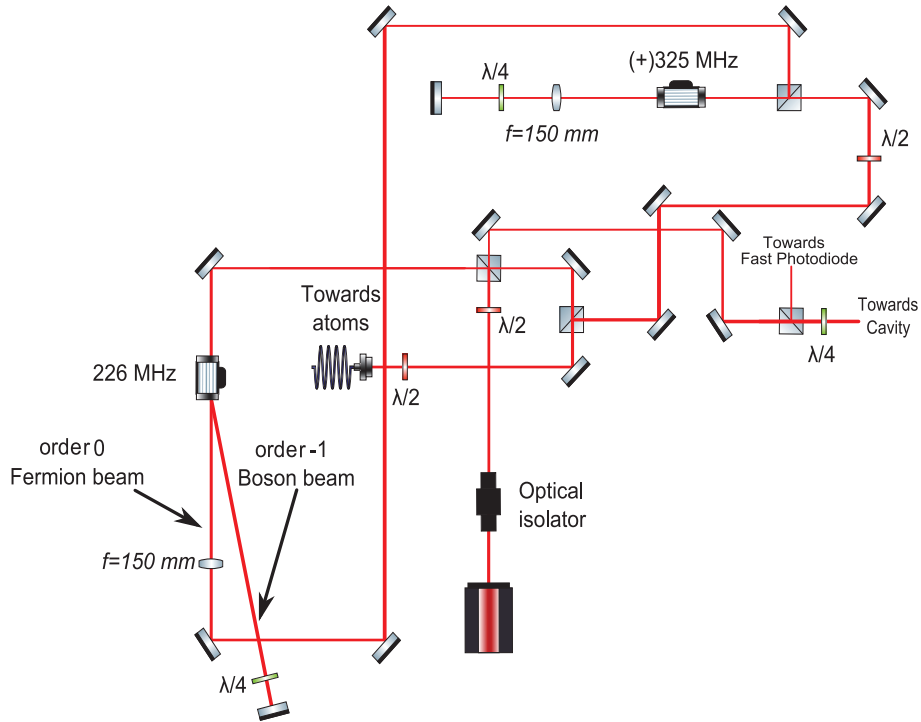 (+)325 MHz
λ/4
f=150 mm
λ/2
Towards
Fast Photodiode
Towards
Cavity
λ/4
Towards
atoms
λ/2
λ/2
226 MHz
order 0
Fermion beam
order -1
Boson beam
Optical
isolator
f=150 mm
λ/4